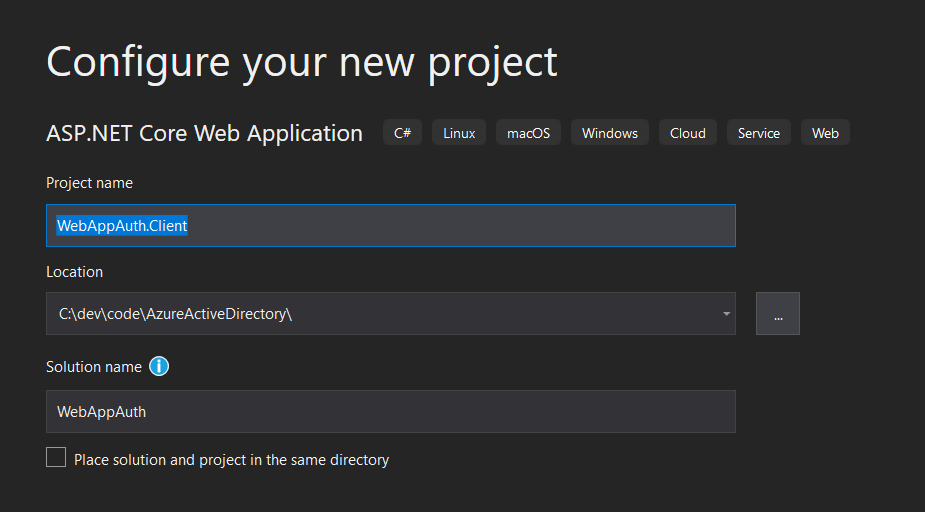 Configure your new project
ASP.NET Core Web Application C# Linux macOS Windows Cloud Service Web
Project name
WebAppAuth.Client
Location
C:\dev\code\AzureActiveDirectory\
...
Solution name i
WebAppAuth
Place solution and project in the same directory